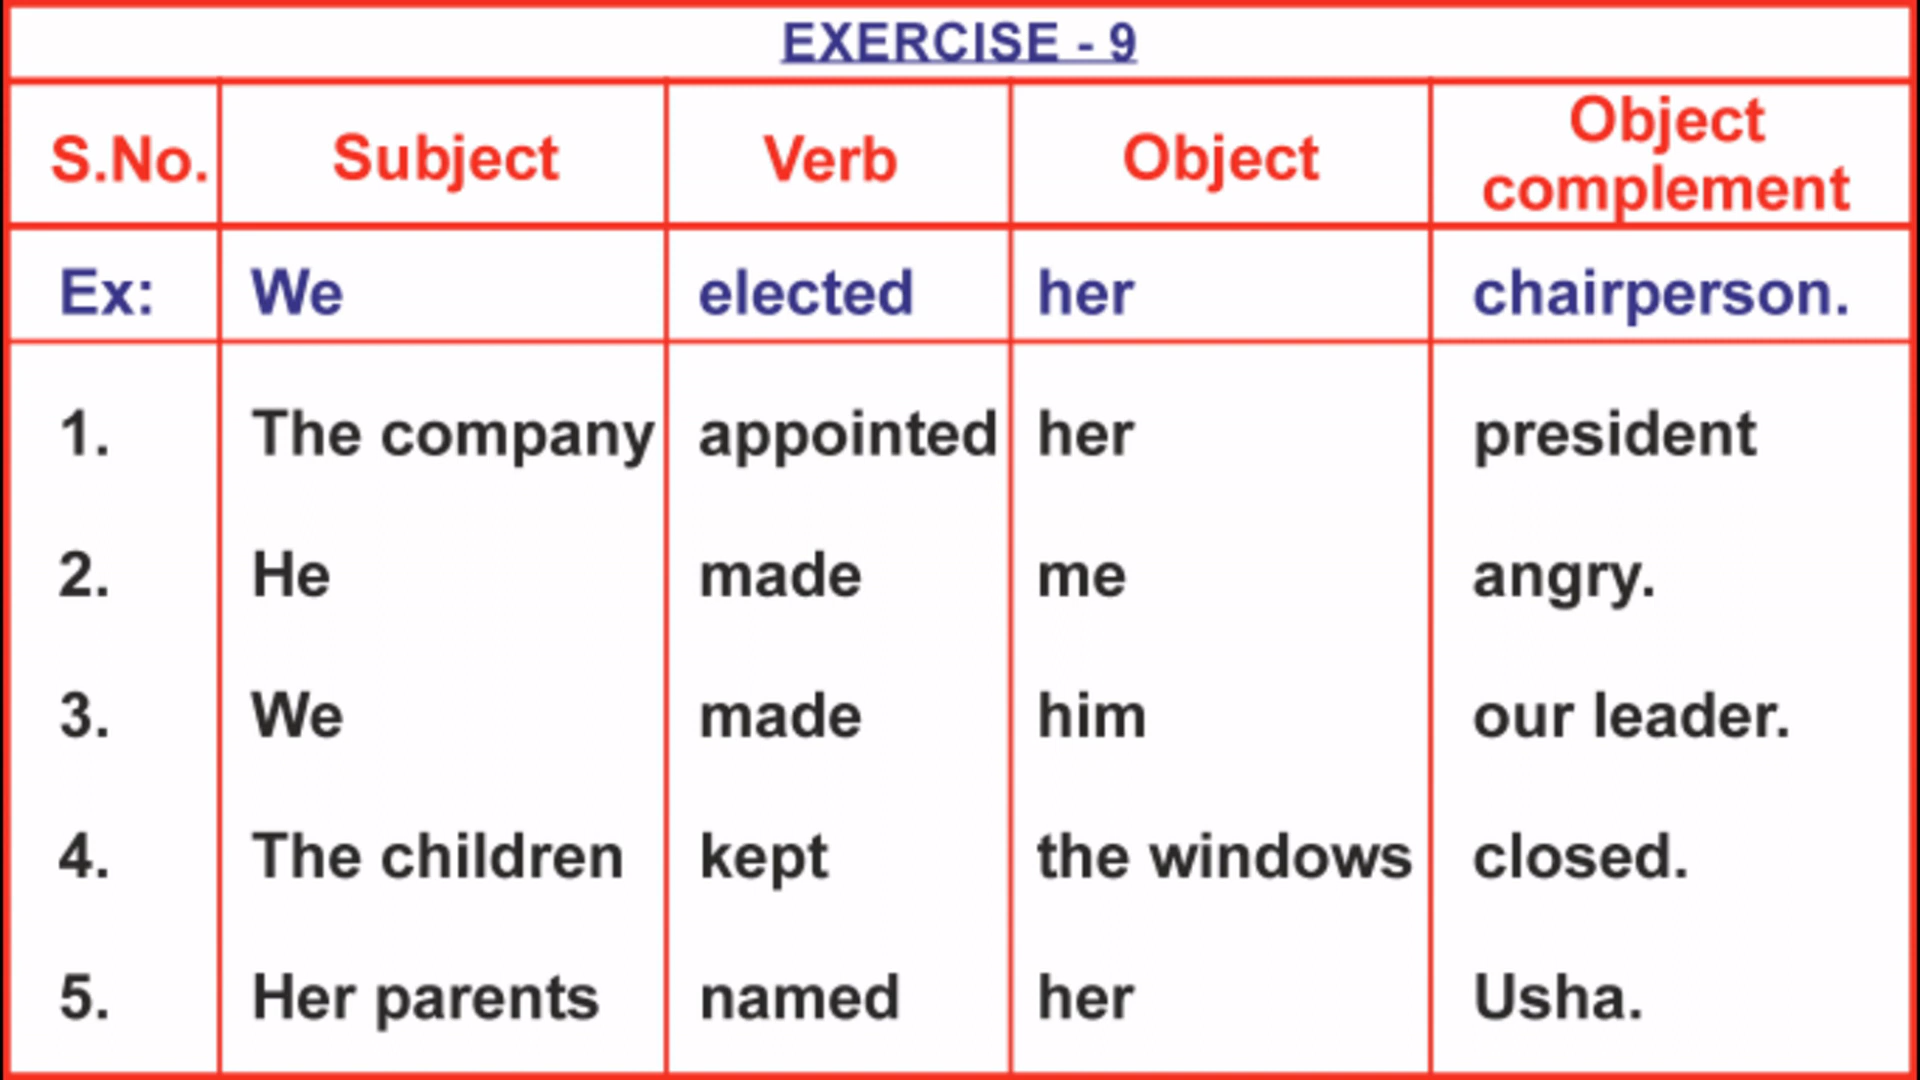 EXERCISE - 9
S.No. Subject Verb Object Object complement
Ex: We elected her chairperson.
1. The company appointed her president
2. He made me angry.
3. We made him our leader.
4. The children kept the windows closed.
5. Her parents named her Usha.